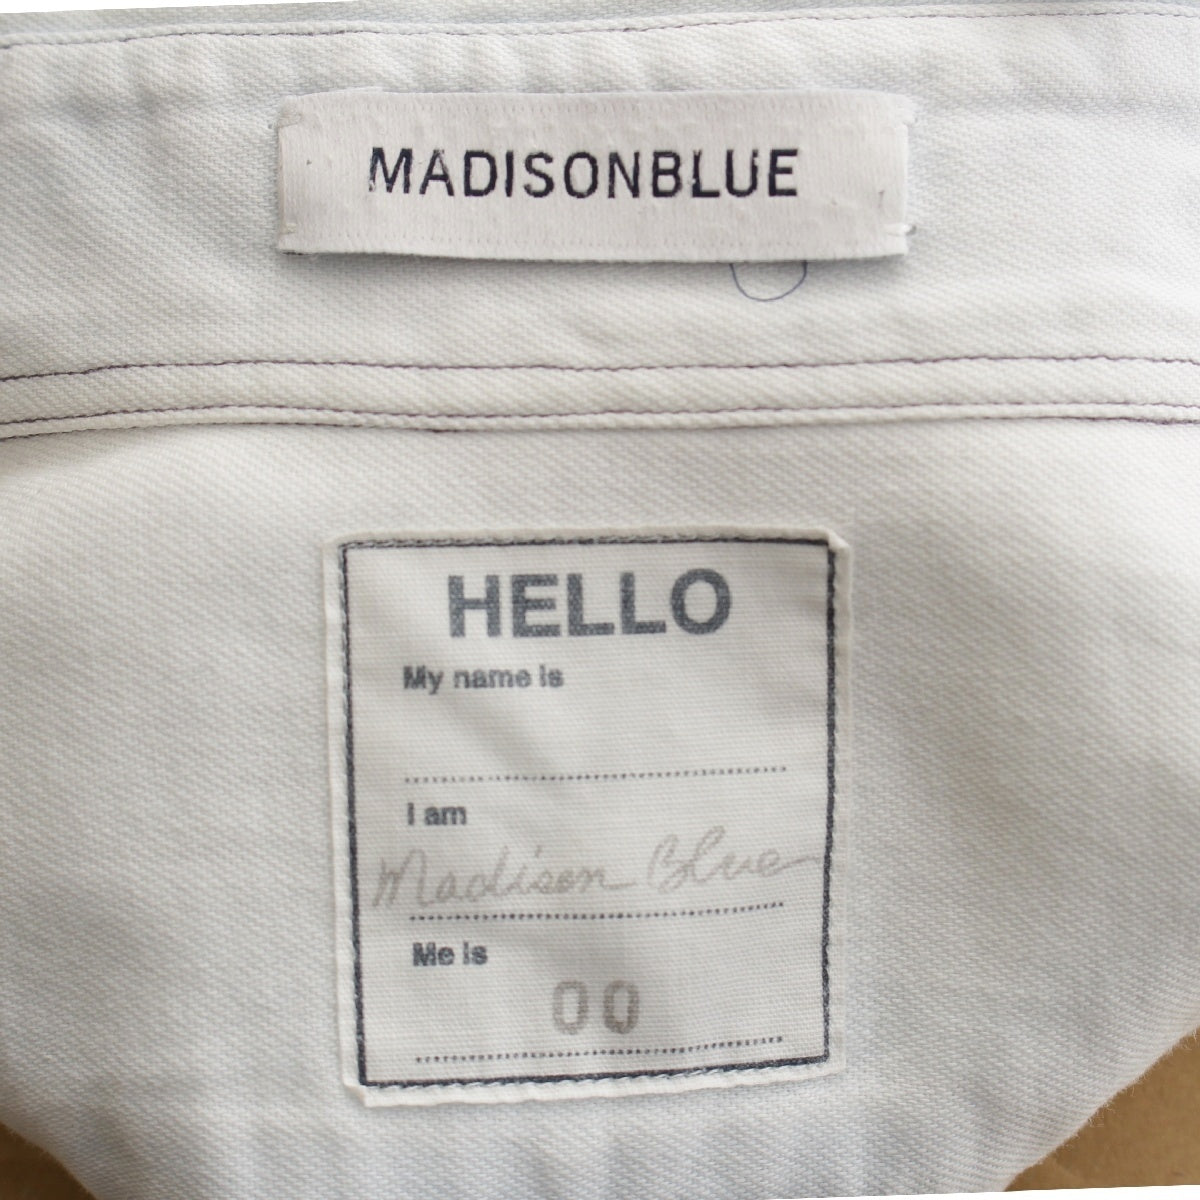 MADISONBLUE
HELLO
My name is
I am
Madison Blue
Me is
00